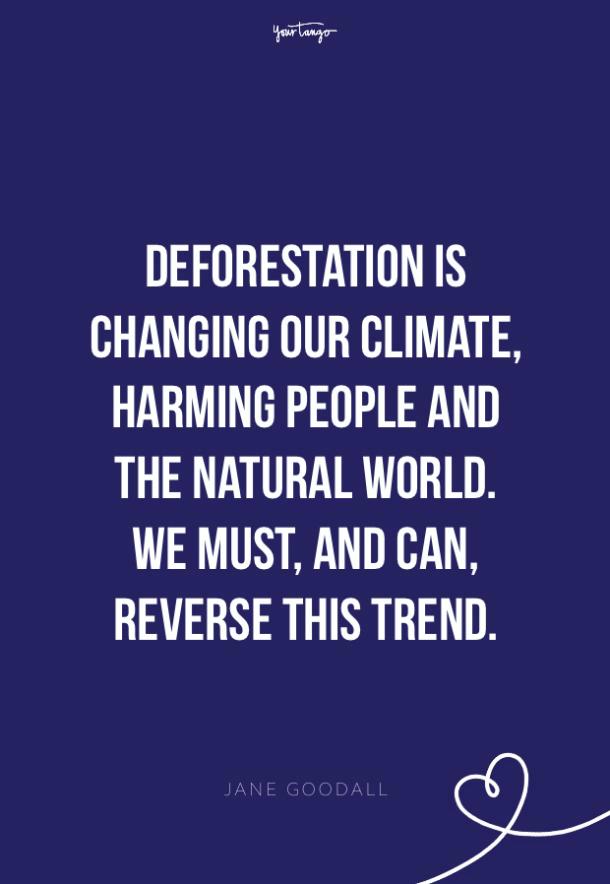 yourtango
DEFORESTATION IS
CHANGING OUR CLIMATE,
HARMING PEOPLE AND
THE NATURAL WORLD.
WE MUST, AND CAN,
REVERSE THIS TREND.
JANE GOODALL